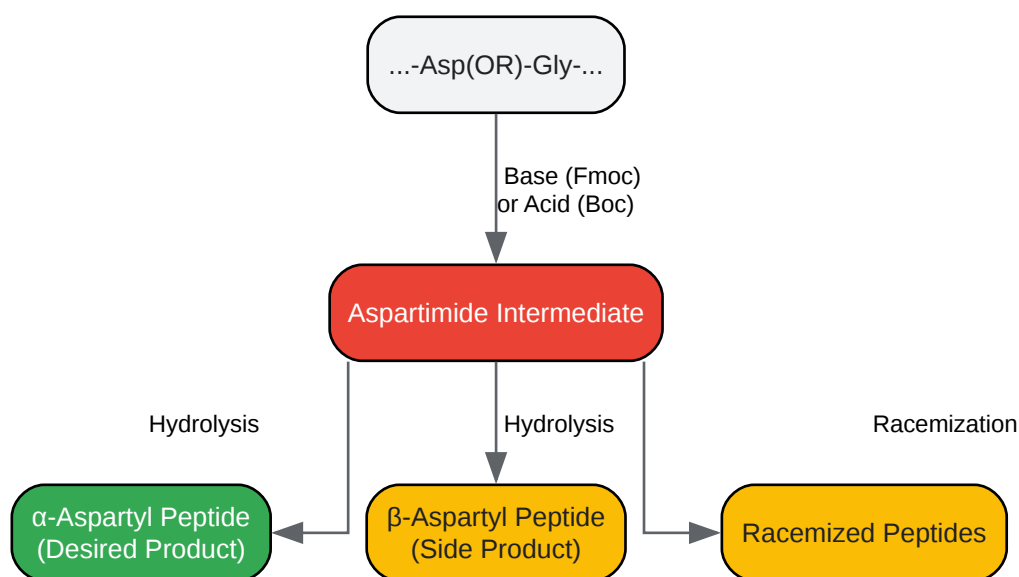 ...-Asp(OR)-Gly-...
Base (Fmoc)
or Acid (Boc)
Aspartimide Intermediate
Hydrolysis
Hydrolysis
Racemization
α-Aspartyl Peptide
(Desired Product)
β-Aspartyl Peptide
(Side Product)
Racemized Peptides